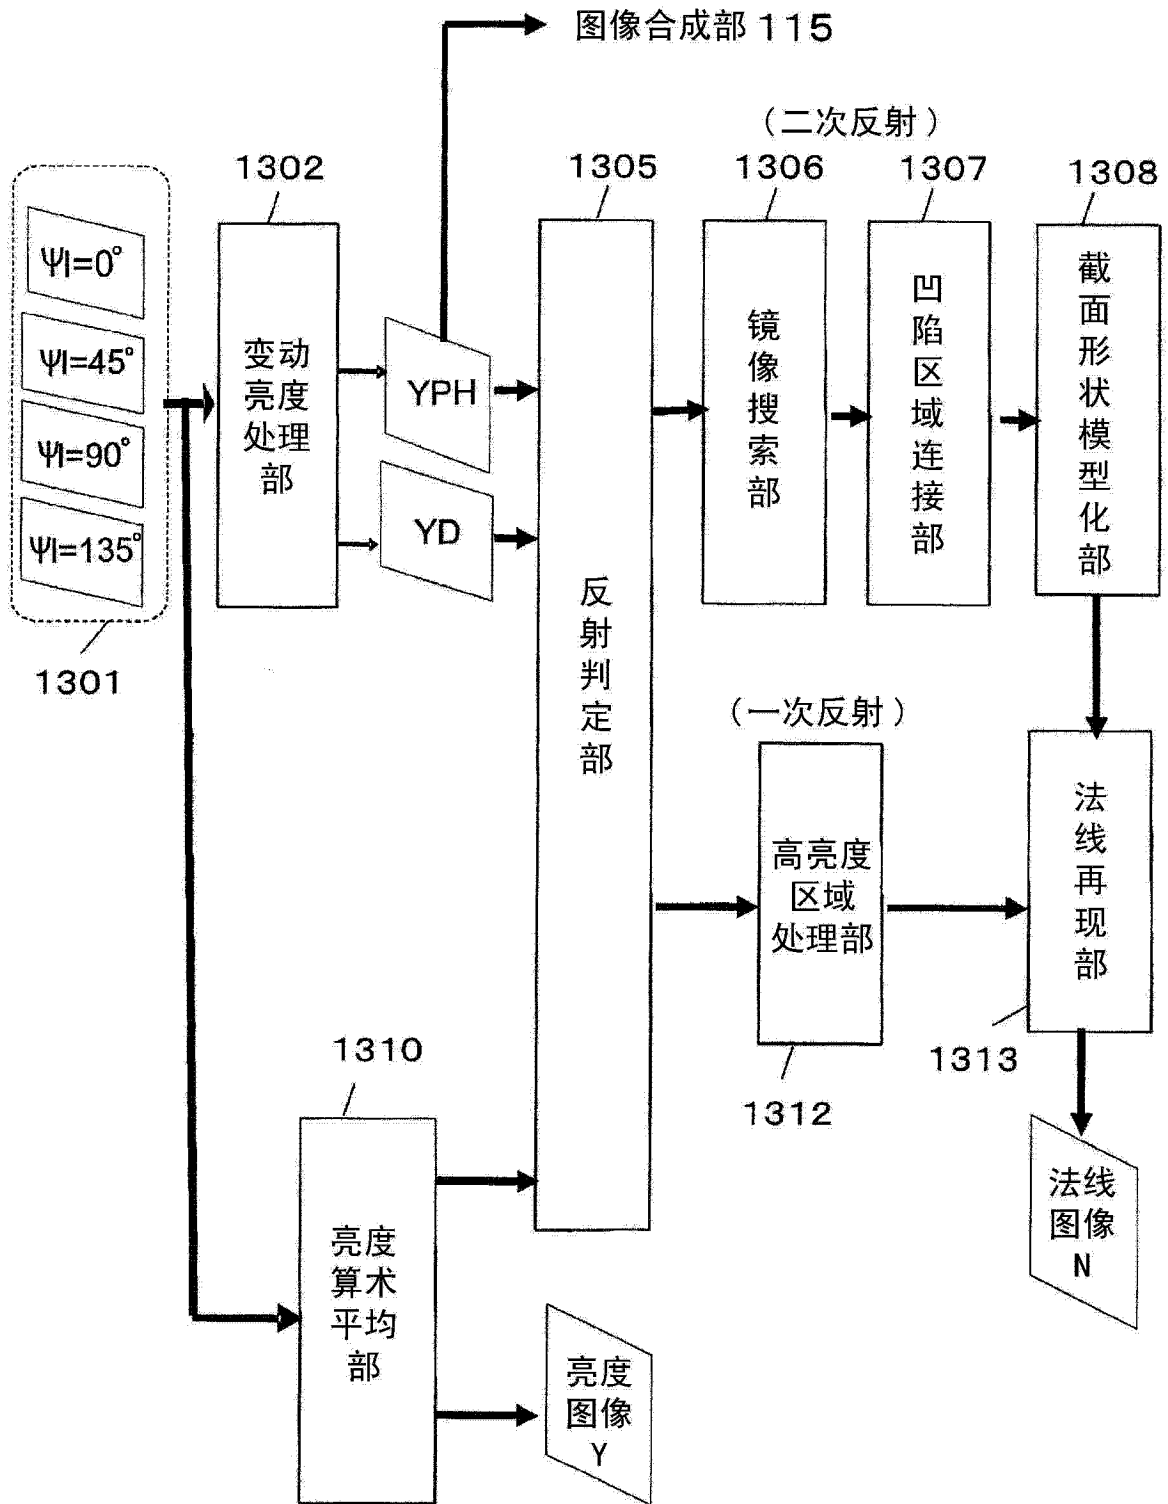 图像合成部 115
（二次反射）
1302
1305
1306
1307
1308
ΨI=0°
ΨI=45°
ΨI=90°
ΨI=135°
1301
变动
亮度
处理
部
YPH
YD
反射判定部
镜像搜索部
凹陷区域连接部
截面形状模型化部
（一次反射）
高亮度
区域
处理部
1312
法线再现部
1313
1310
亮度
算术
平均
部
法线
图像
N
亮度
图像
Y